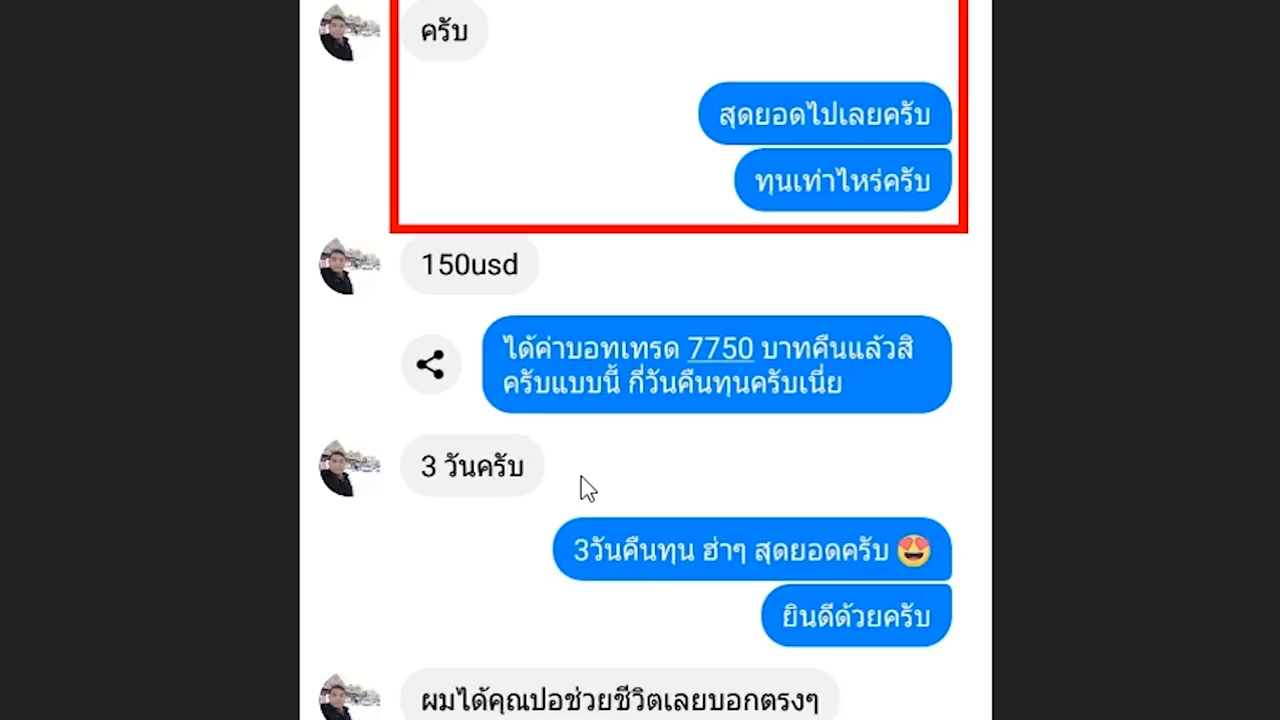 ครับ
สุดยอดไปเลยครับ
ทุนเท่าไหร่ครับ
150usd
ได้ค่าบอทเทรด 7750 บาทคืนแล้วสิ
ครับแบบนี้ กี่วันคืนทุนครับเนี่ย
3 วันครับ
3วันคืนทุน ฮ่าๆ สุดยอดครับ 😍
ยินดีด้วยครับ
ผมได้คุณปอช่วยชีวิตเลยบอกตรงๆ